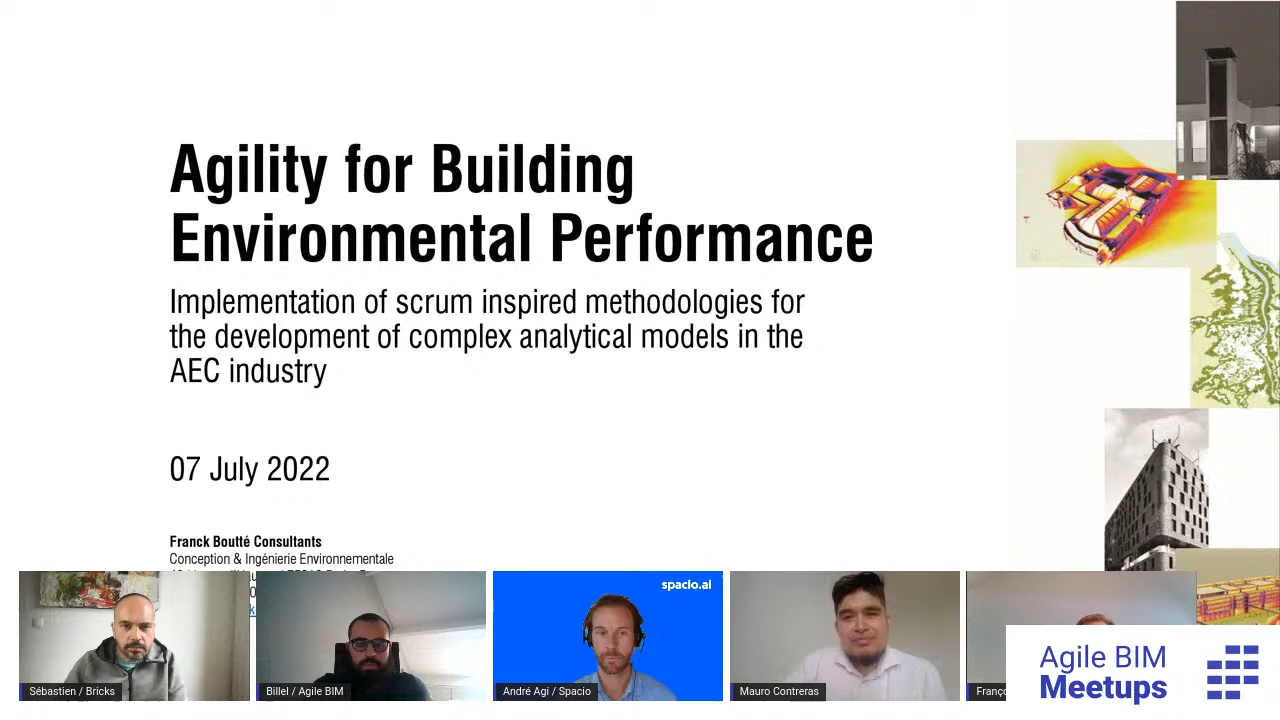 Agility for Building
Environmental Performance
Implementation of scrum inspired methodologies for
the development of complex analytical models in the
AEC industry
07 July 2022
Franck Boutté Consultants
Conception & Ingénierie Environnementale
spacio.ai
Sébastien / Bricks
Billel / Agile BIM
André Agi / Spacio
Mauro Contreras
Agile BIM
Meetups